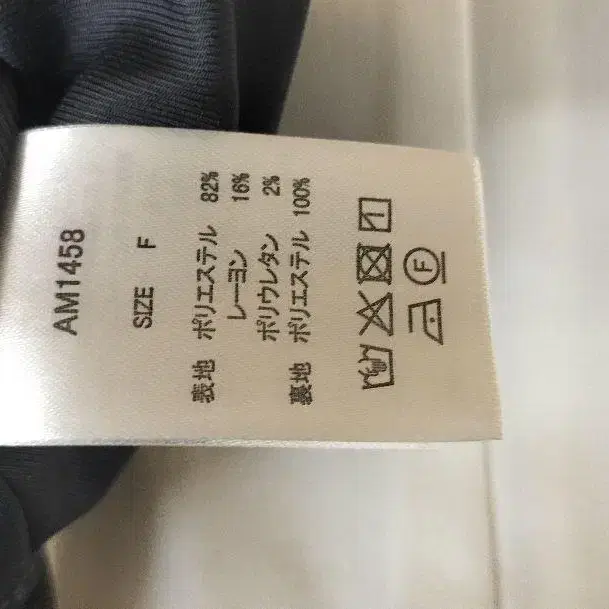 AM1458
SIZE F
表地 ポリエステル 82%
レーヨン 16%
ポリウレタン 2%
裏地 ポリエステル 100%
F